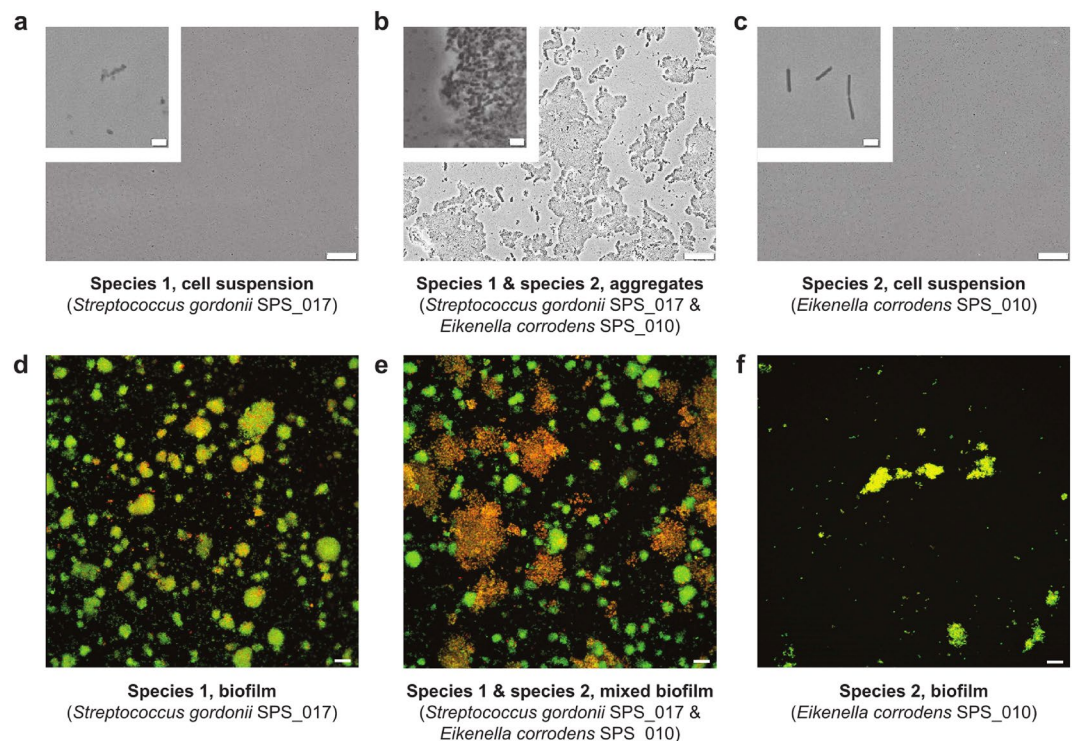 a
b
c
Species 1, cell suspension
(Streptococcus gordonii SPS_017)
Species 1 & species 2, aggregates
(Streptococcus gordonii SPS_017 &
Eikenella corrodens SPS_010)
Species 2, cell suspension
(Eikenella corrodens SPS_010)
d
e
f
Species 1, biofilm
(Streptococcus gordonii SPS_017)
Species 1 & species 2, mixed biofilm
(Streptococcus gordonii SPS_017 &
Eikenella corrodens SPS_010)
Species 2, biofilm
(Eikenella corrodens SPS_010)